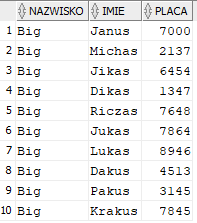 NAZWISKO IMIE PLACA
1 Big Janus 7000
2 Big Michas 2137
3 Big Jikas 6454
4 Big Dikas 1347
5 Big Riczas 7648
6 Big Jukas 7864
7 Big Lukas 8946
8 Big Dakus 4513
9 Big Pakus 3145
10 Big Krakus 7845